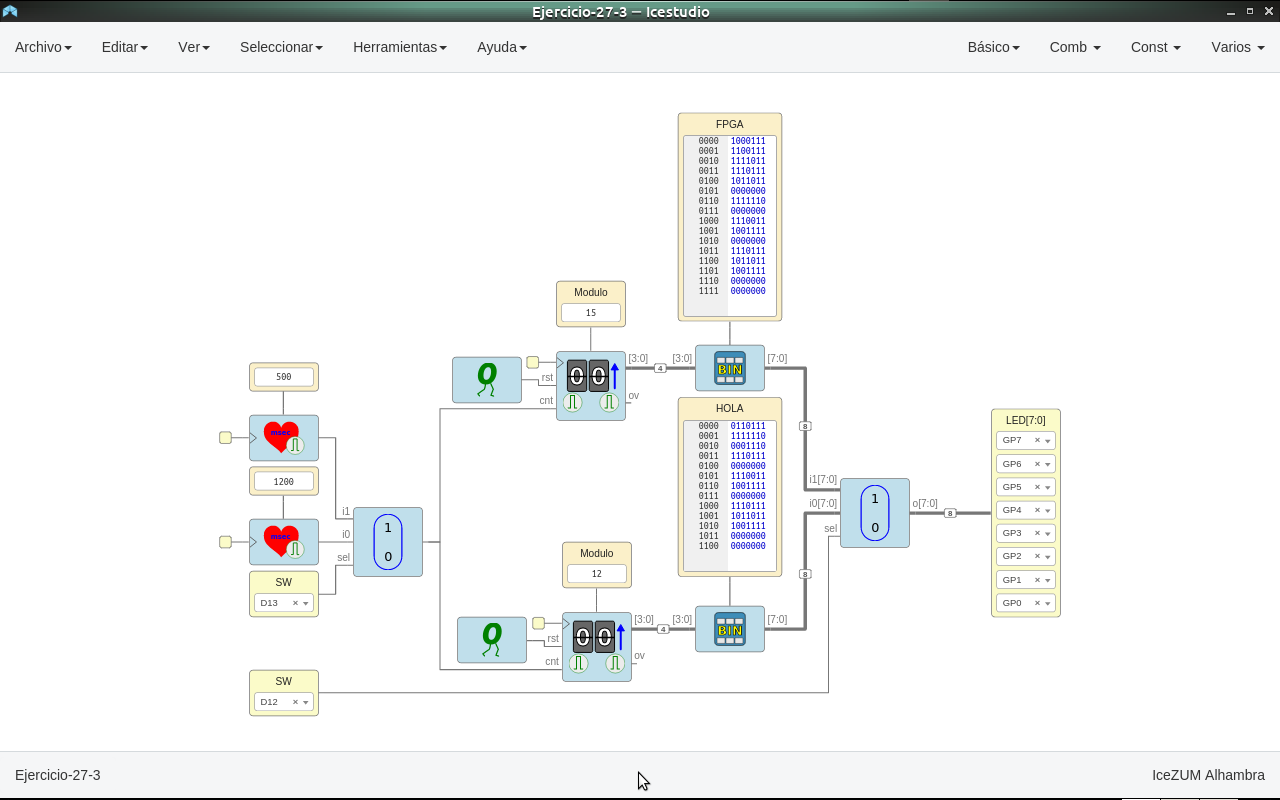 Ejercicio-27-3 ─ Icestudio
Archivo Editar Ver Seleccionar Herramientas Ayuda Básico Comb Const Varios
FPGA
0000 1000111
0001 1100111
0010 1111011
0011 1110111
0100 1011011
0101 0000000
0110 1111110
0111 0000000
1000 1110011
1001 1001111
1010 0000000
1011 1110111
1100 1011011
1101 1001111
1110 0000000
1111 0000000
Modulo
15
[3:0] 4 [3:0] BIN [7:0]
00
rst
cnt
ov
500
msec
1200
msec
i1
i0
sel
1
0
SW
D13 ×
HOLA
0000 0110111
0001 1111110
0010 0001110
0011 1110111
0100 0000000
0101 1110011
0110 1001111
0111 0000000
1000 1110111
1001 1011011
1010 1001111
1011 0000000
1100 0000000
8
i1[7:0]
i0[7:0]
sel
1
0
o[7:0]
8
8
Modulo
12
[3:0] 4 [3:0] BIN [7:0]
00
rst
cnt
ov
SW
D12 ×
LED[7:0]
GP7 ×
GP6 ×
GP5 ×
GP4 ×
GP3 ×
GP2 ×
GP1 ×
GP0 ×
0
0
Ejercicio-27-3
IceZUM Alhambra